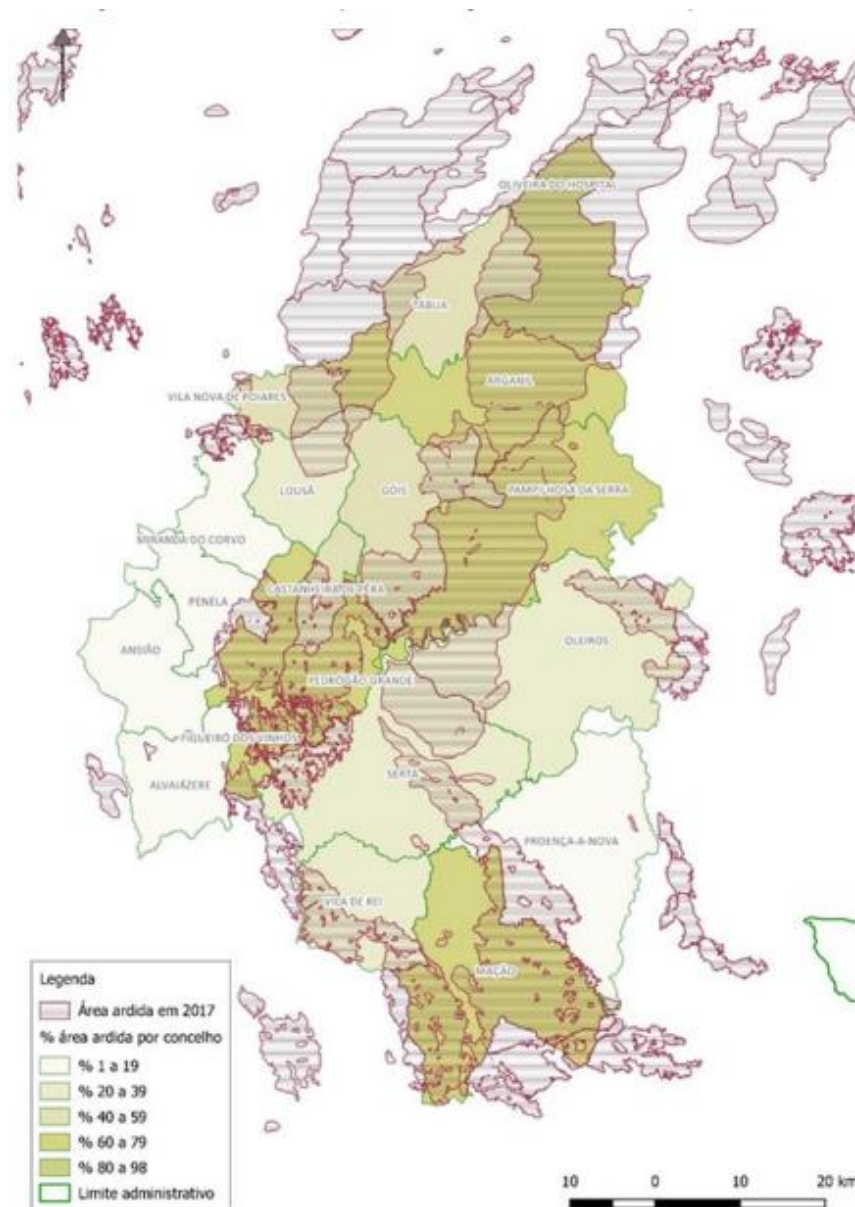 OLIVEIRA DO HOSPITAL
TÁBUA
ARGANIL
VILA NOVA DE POIARES
LOUSÃ
GÓIS
PAMPILHOSA DA SERRA
MIRANDA DO CORVO
CASTANHEIRA DE PÊRA
PENELA
ANSIÃO
OLEIROS
PEDROGÃO GRANDE
FIGUEIRÓ DOS VINHOS
SERTÃ
ALVAIÁZERE
PROENÇA-A-NOVA
VILA DE REI
MAÇÃO
Legenda
Área ardida em 2017
% área ardida por concelho
% 1 a 19
% 20 a 39
% 40 a 59
% 60 a 79
% 80 a 98
Limite administrativo
10 0 10 20 km